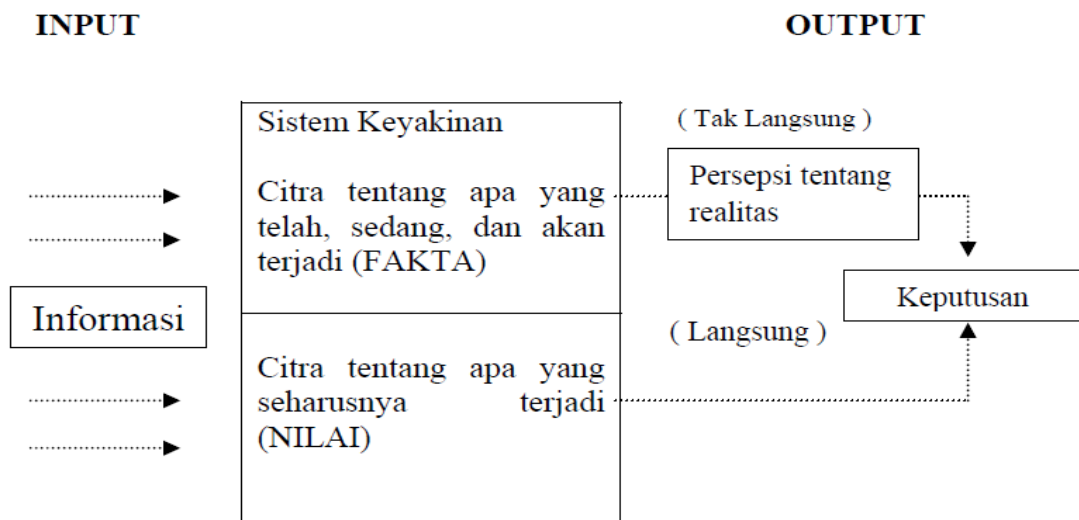 INPUT
OUTPUT
Informasi
Sistem Keyakinan
Citra tentang apa yang
telah, sedang, dan akan
terjadi (FAKTA)
Citra tentang apa yang
seharusnya terjadi
(NILAI)
( Tak Langsung )
Persepsi tentang
realitas
( Langsung )
Keputusan